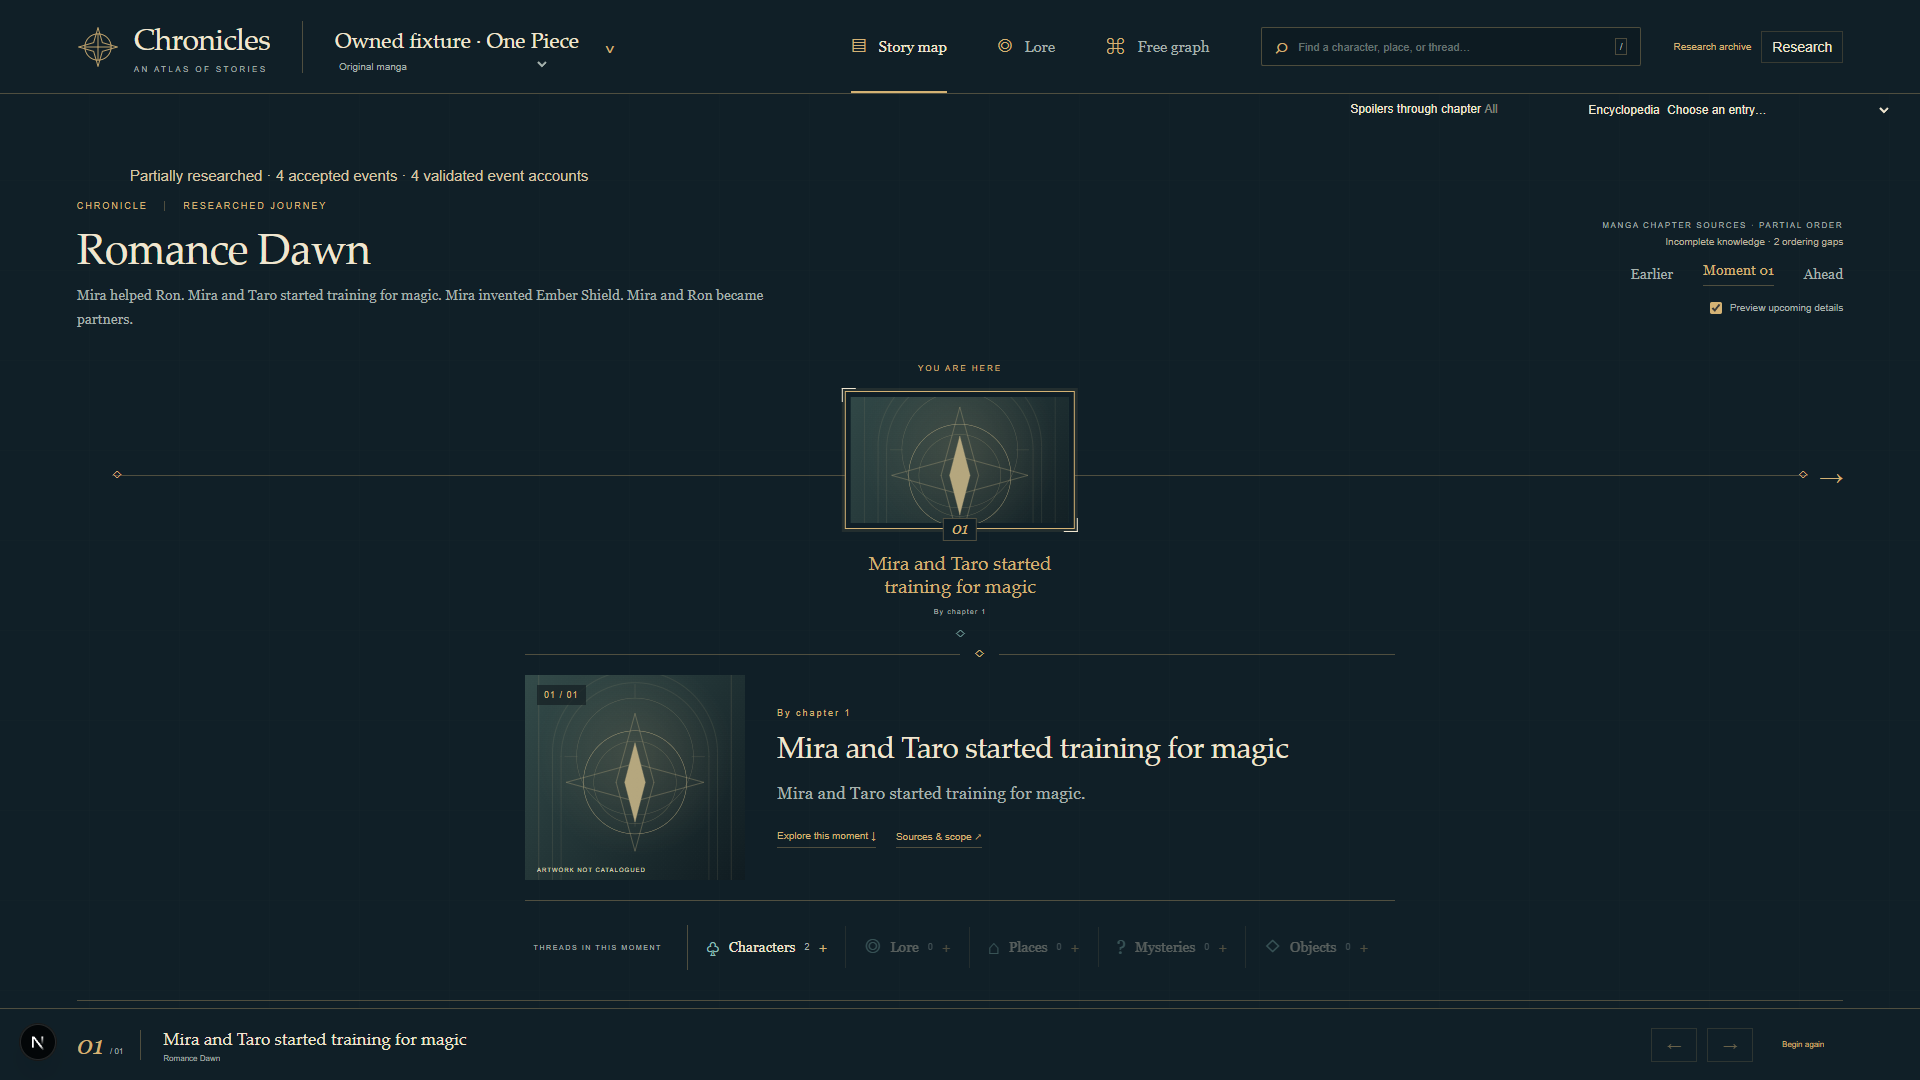 Chronicles
AN ATLAS OF STORIES
Owned fixture · One Piece
Original manga
Story map
Lore
Free graph
Find a character, place, or thread...
/
Research archive
Research
Spoilers through chapter All
Encyclopedia Choose an entry...
Partially researched · 4 accepted events · 4 validated event accounts
CHRONICLE | RESEARCHED JOURNEY
Romance Dawn
Mira helped Ron. Mira and Taro started training for magic. Mira invented Ember Shield. Mira and Ron became
partners.
MANGA CHAPTER SOURCES · PARTIAL ORDER
Incomplete knowledge · 2 ordering gaps
Earlier
Moment 01
Ahead
Preview upcoming details
YOU ARE HERE
01
Mira and Taro started
training for magic
By chapter 1
01 / 01
ARTWORK NOT CATALOGUED
By chapter 1
Mira and Taro started training for magic
Mira and Taro started training for magic.
Explore this moment ↓
Sources & scope ↗
THREADS IN THIS MOMENT
Characters 2 +
Lore 0 +
Places 0 +
? Mysteries 0 +
Objects 0 +
N
01 / 01
Mira and Taro started training for magic
Romance Dawn
← →
Begin again